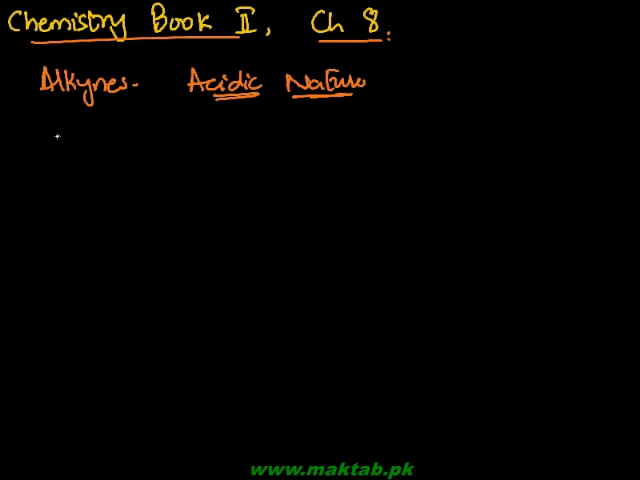 Chemistry Book II, Ch 8.
Alkynes- Acidic Nature
www.maktab.pk